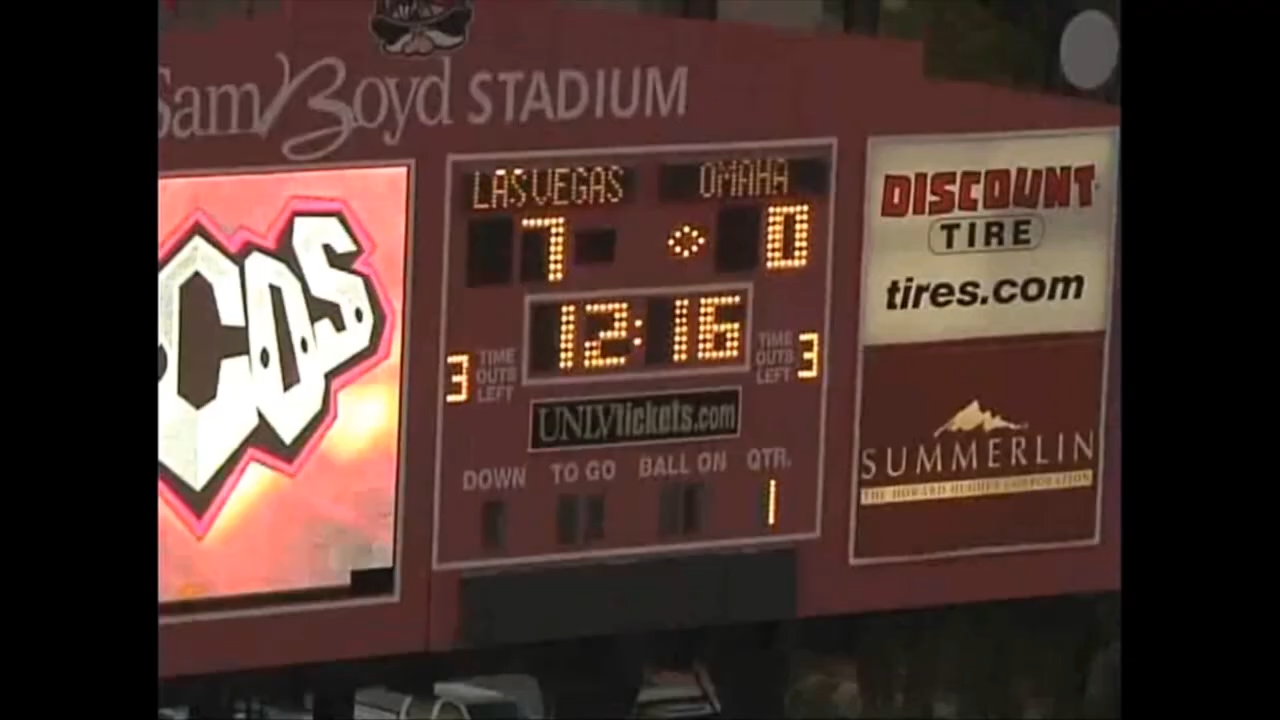 Sam Boyd STADIUM
LAS VEGAS OMAHA
7 0
12:16
3 TIME OUTS LEFT
TIME OUTS LEFT 3
UNLVtickets.com
DOWN TO GO BALL ON QTR.
1
COS
DISCOUNT
TIRE
tires.com
SUMMERLIN
THE HOWARD HUGHES CORPORATION